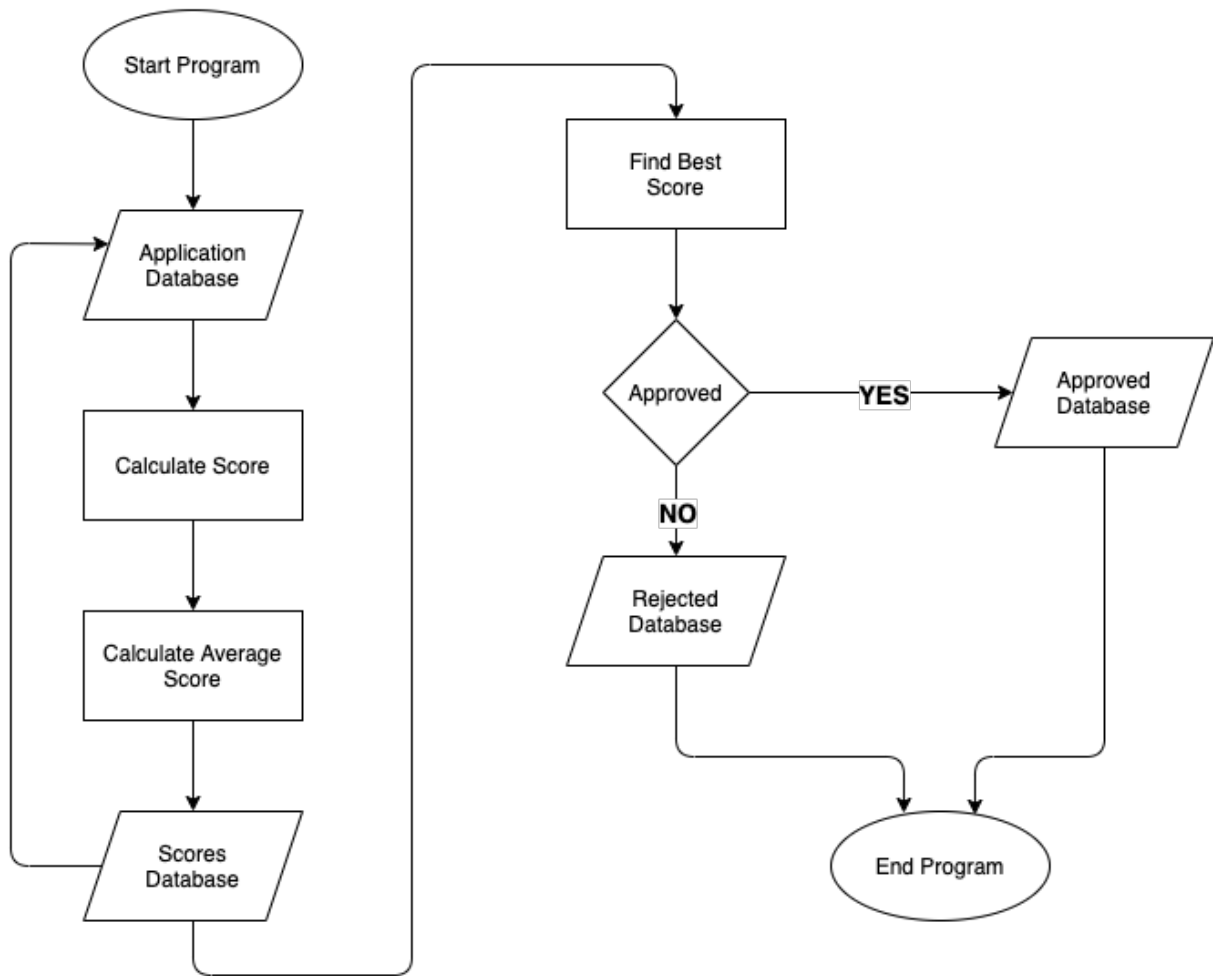 Start Program
Application
Database
Calculate Score
Calculate Average
Score
Scores
Database
Find Best
Score
Approved
YES
Approved
Database
NO
Rejected
Database
End Program